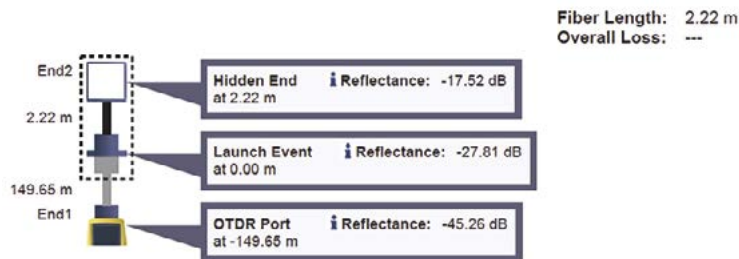 Fiber Length: 2.22 m
Overall Loss: ---
End2
Hidden End i Reflectance: -17.52 dB
at 2.22 m
2.22 m
Launch Event i Reflectance: -27.81 dB
at 0.00 m
149.65 m
End1
OTDR Port i Reflectance: -45.26 dB
at -149.65 m